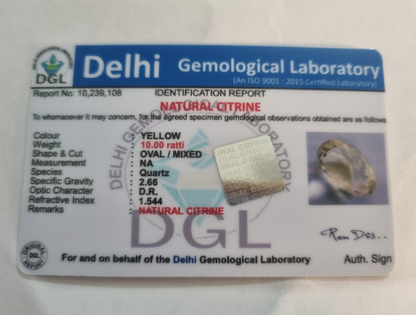 DGL
Delhi Gemological Laboratory
(An ISO 9001 : 2015 Certified Laboratory)
Report No: 10,238,108 IDENTIFICATION REPORT
NATURAL CITRINE
To whomsoever it may concern, for the agreed specimen gemological observations obtained are as follows
Colour : YELLOW
Weight : 10.00 ratti
Shape & Cut : OVAL / MIXED
Measurement : NA
Species : Quartz
Specific Gravity : 2.66
Optic Character : D.R.
Refractive Index : 1.544
Remarks : NATURAL CITRINE
DGL
For and on behalf of the Delhi Gemological Laboratory
Auth. Sign